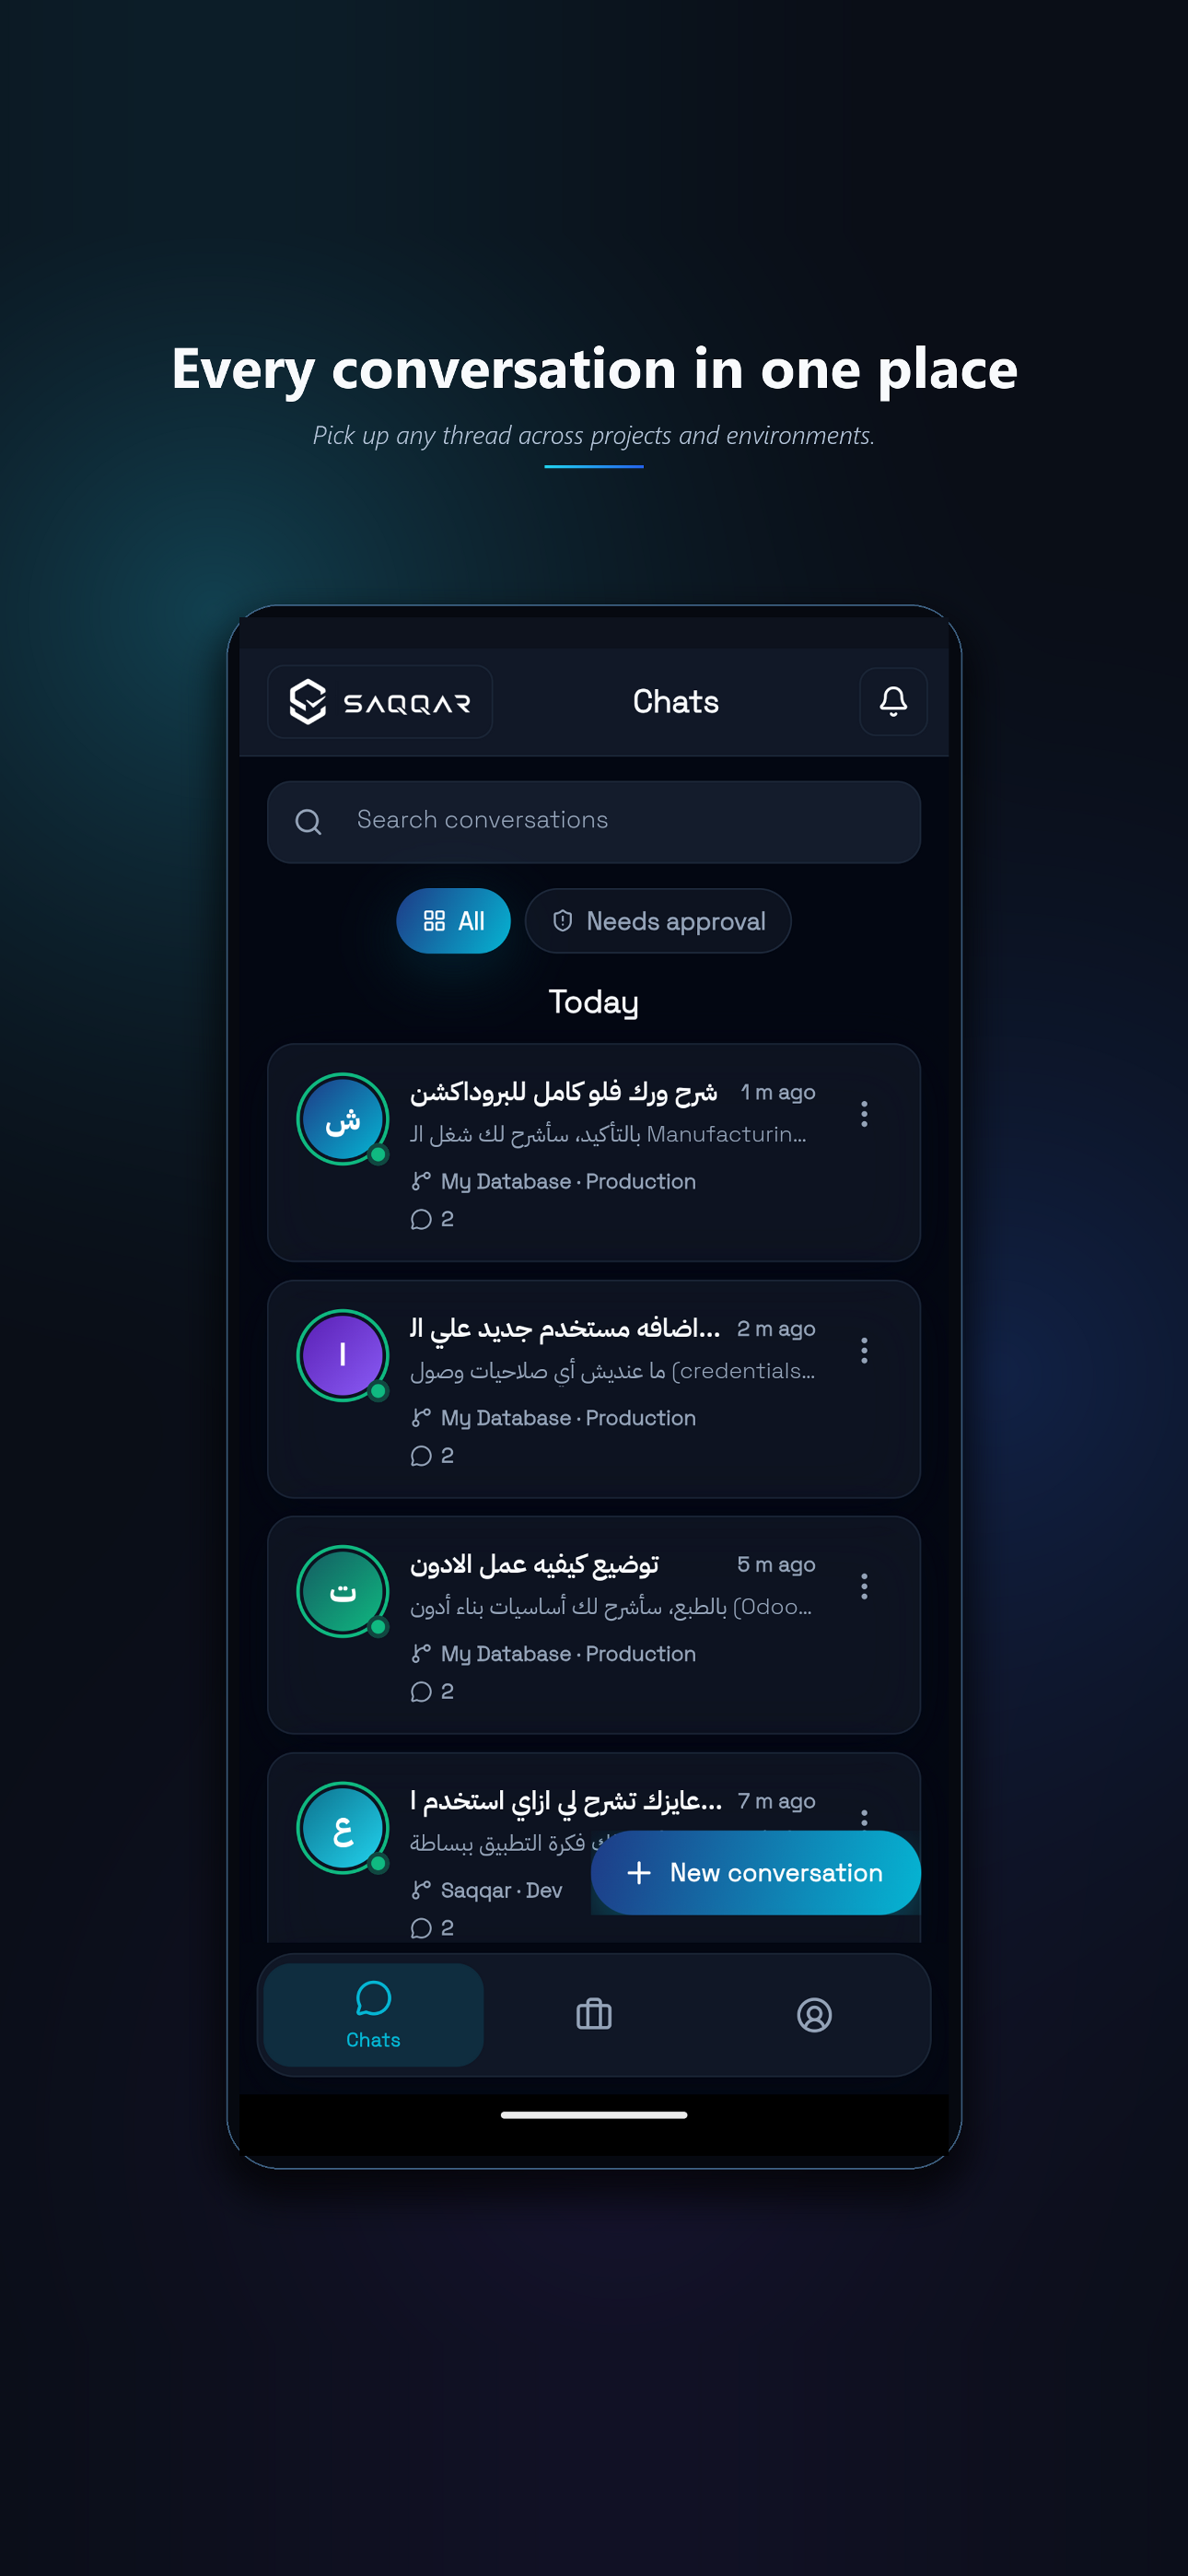 Every conversation in one place
Pick up any thread across projects and environments.
SAQQAR
Chats
Search conversations
All
Needs approval
Today
ش
شرح ورك فلو كامل للبروداكشن
1 m ago
بالتأكيد، سأشرح لك شغل الـ Manufacturin...
My Database · Production
2
ا
اضافه مستخدم جديد علي ال...
2 m ago
ما عنديش أي صلاحيات وصول (credentials...
My Database · Production
2
ت
توضيع كيفيه عمل الادون
5 m ago
بالطبع، سأشرح لك أساسيات بناء أدون (Odoo...
My Database · Production
2
ع
عايزك تشرح لي ازاي استخدم ا...
7 m ago
فكرة التطبيق ببساطة
Saqqar · Dev
2
New conversation
Chats